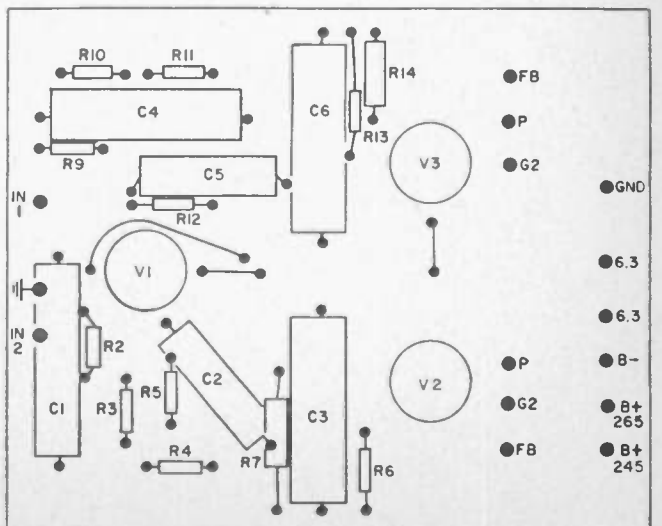 R10
R11
R14
FB
C4
C6
P
R13
R9
V3
G2
C5
GND
IN
1
R12
V1
6.3
IN
2
6.3
R2
C2
P
B-
R5
V2
C1
R3
C3
G2
B+
265
R4
R7
R6
FB
B+
245